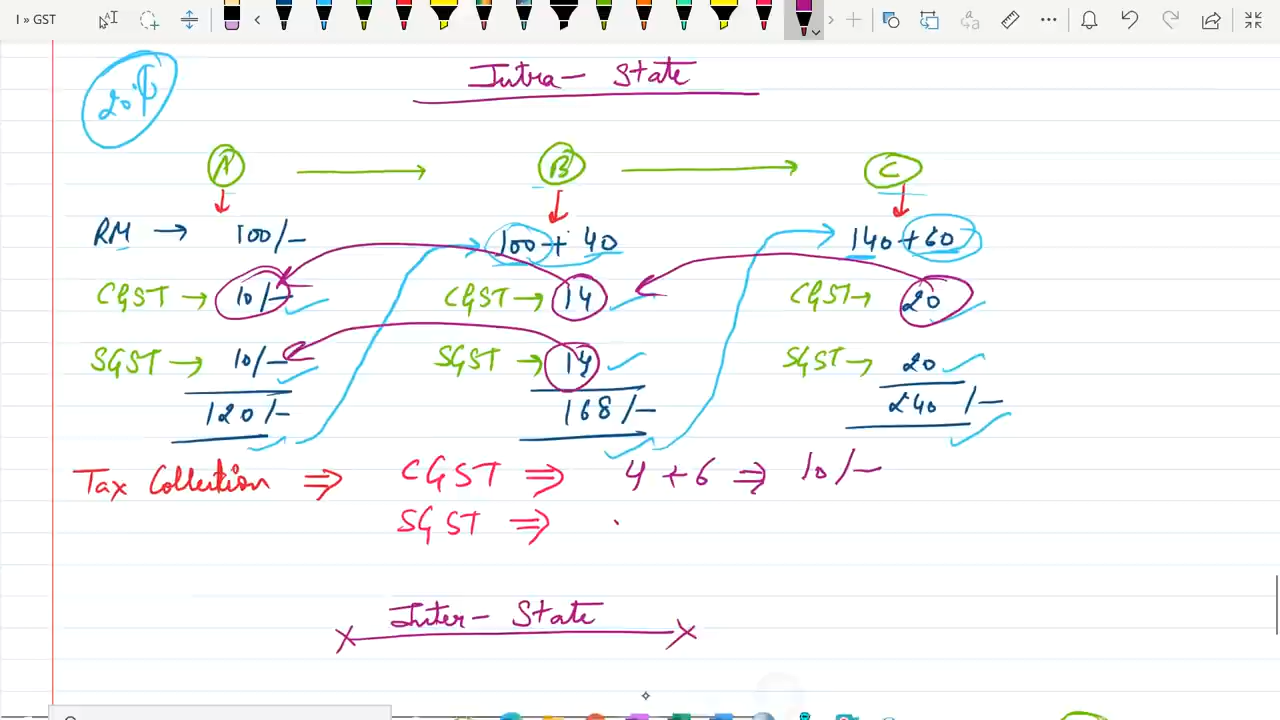 I » GST
Intra- State
20%
A B C
RM → 100/- 100 + 40 140 + 60
CGST → 10/- CGST → 14 CGST → 20
SGST → 10/- SGST → 14 SGST → 20
120/- 168/- 240/-
Tax Collection ⇒ CGST ⇒ 4 + 6 ⇒ 10/-
SGST ⇒
Inter- State